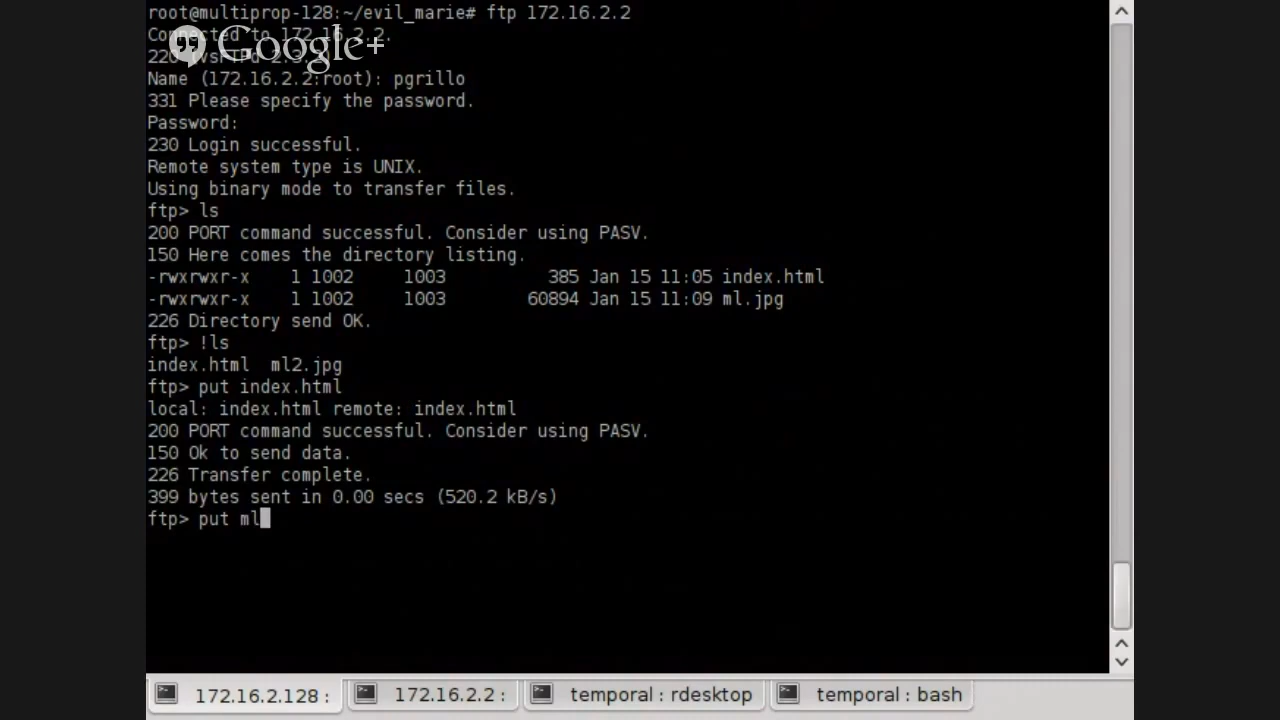 root@multiprop-128:~/evil_marie# ftp 172.16.2.2
Connected to 172.16.2.2.
Google+
220
Name (172.16.2.2:root): pgrillo
331 Please specify the password.
Password:
230 Login successful.
Remote system type is UNIX.
Using binary mode to transfer files.
ftp> ls
200 PORT command successful. Consider using PASV.
150 Here comes the directory listing.
-rwxrwxr-x 1 1002 1003 385 Jan 15 11:05 index.html
-rwxrwxr-x 1 1002 1003 60894 Jan 15 11:09 ml.jpg
226 Directory send OK.
ftp> !ls
index.html ml2.jpg
ftp> put index.html
local: index.html remote: index.html
200 PORT command successful. Consider using PASV.
150 Ok to send data.
226 Transfer complete.
399 bytes sent in 0.00 secs (520.2 kB/s)
ftp> put ml
172.16.2.128 :
172.16.2.2 :
temporal : rdesktop
temporal : bash